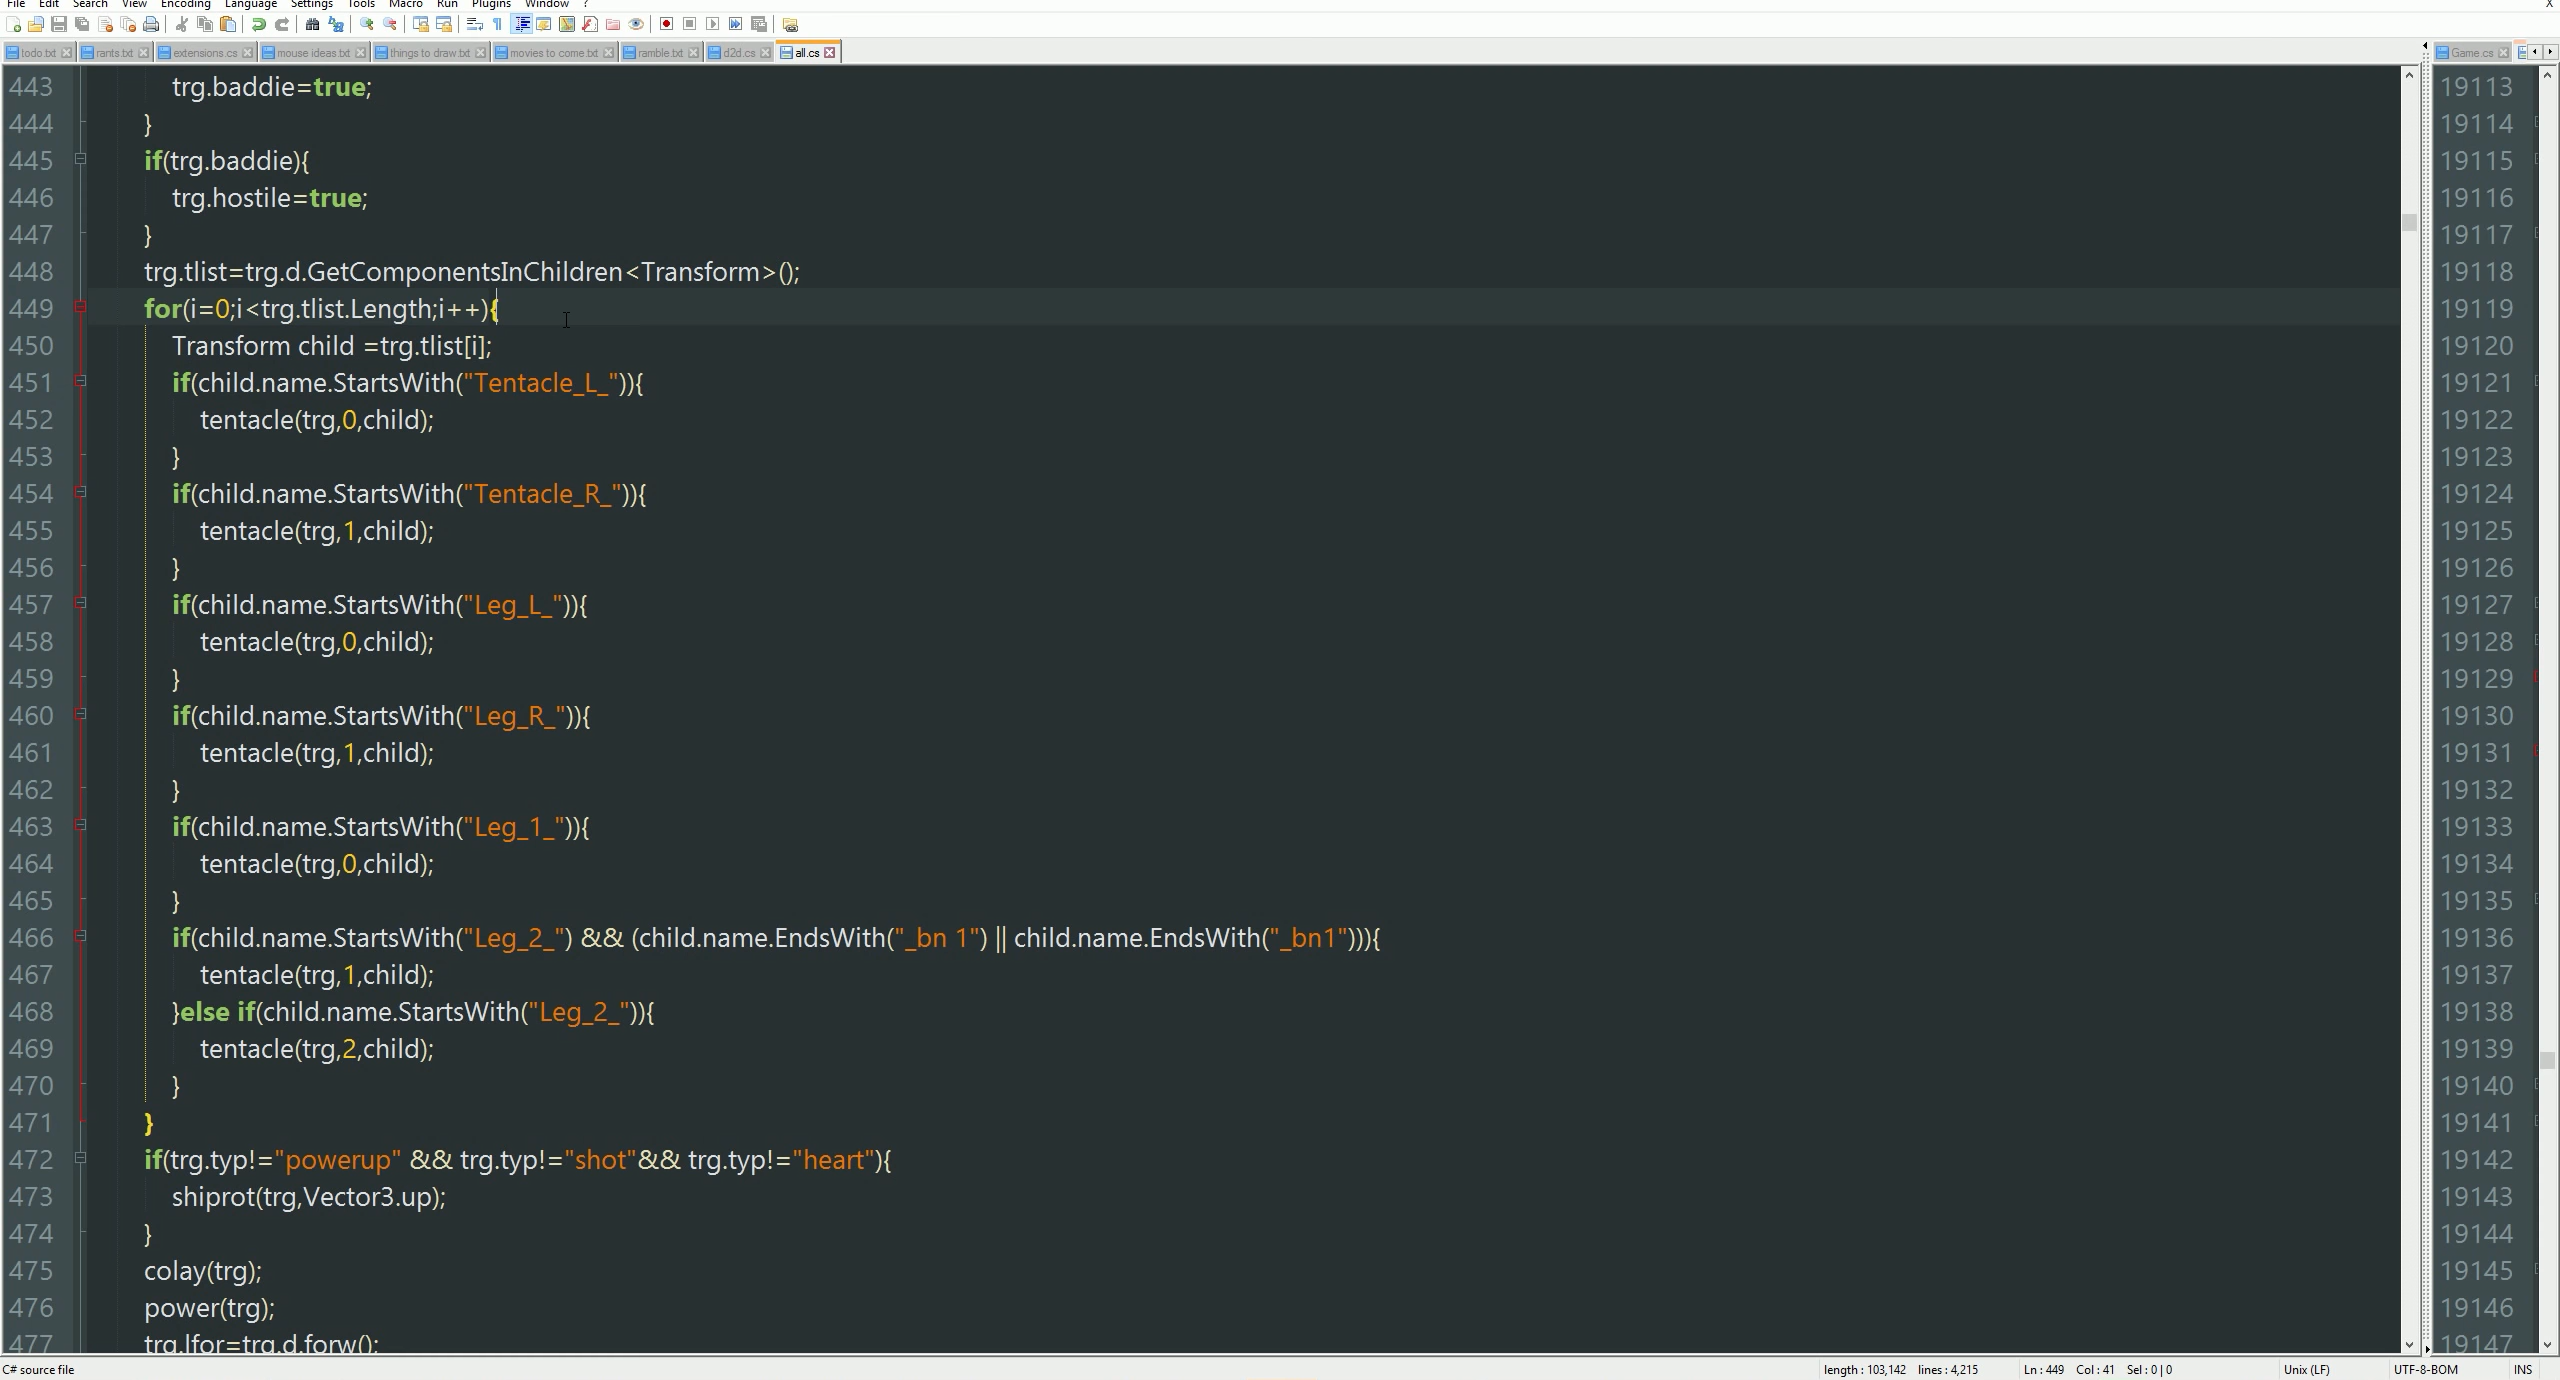 File Edit Search View Encoding Language Settings Tools Macro Run Plugins Window ? X
todo.txt rants.txt extensions.cs mouse ideas.txt things to draw.txt movies to come.txt ramble.txt d2d.cs all.cs Game.cs
443 trg.baddie=true;
444 }
445 if(trg.baddie){
446 trg.hostile=true;
447 }
448 trg.tlist=trg.d.GetComponentsInChildren<Transform>();
449 for(i=0;i<trg.tlist.Length;i++){
450 Transform child =trg.tlist[i];
451 if(child.name.StartsWith("Tentacle_L_")){
452 tentacle(trg,0,child);
453 }
454 if(child.name.StartsWith("Tentacle_R_")){
455 tentacle(trg,1,child);
456 }
457 if(child.name.StartsWith("Leg_L_")){
458 tentacle(trg,0,child);
459 }
460 if(child.name.StartsWith("Leg_R_")){
461 tentacle(trg,1,child);
462 }
463 if(child.name.StartsWith("Leg_1_")){
464 tentacle(trg,0,child);
465 }
466 if(child.name.StartsWith("Leg_2_") && (child.name.EndsWith("_bn 1") || child.name.EndsWith("_bn1"))){
467 tentacle(trg,1,child);
468 }else if(child.name.StartsWith("Leg_2_")){
469 tentacle(trg,2,child);
470 }
471 }
472 if(trg.typ!="powerup" && trg.typ!="shot"&& trg.typ!="heart"){
473 shiprot(trg,Vector3.up);
474 }
475 colay(trg);
476 power(trg);
477 trg.lfor=trg.d.forw();
19113
19114
19115
19116
19117
19118
19119
19120
19121
19122
19123
19124
19125
19126
19127
19128
19129
19130
19131
19132
19133
19134
19135
19136
19137
19138
19139
19140
19141
19142
19143
19144
19145
19146
19147
C# source file length : 103,142 lines : 4,215 Ln : 449 Col : 41 Sel : 0 | 0 Unix (LF) UTF-8-BOM INS